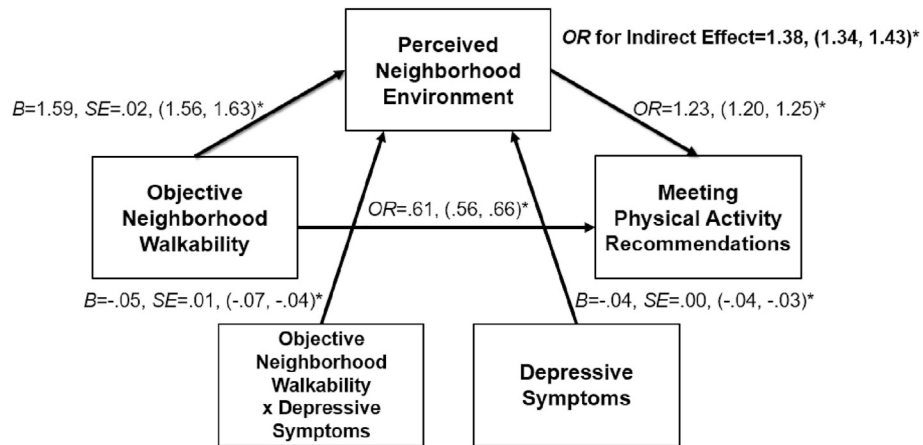 Perceived
Neighborhood
Environment
OR for Indirect Effect=1.38, (1.34, 1.43)*
B=1.59, SE=.02, (1.56, 1.63)*
OR=1.23, (1.20, 1.25)*
Objective
Neighborhood
Walkability
OR=.61, (.56, .66)*
Meeting
Physical Activity
Recommendations
B=-.05, SE=.01, (-.07, -.04)*
B=-.04, SE=.00, (-.04, -.03)*
Objective
Neighborhood
Walkability
x Depressive
Symptoms
Depressive
Symptoms